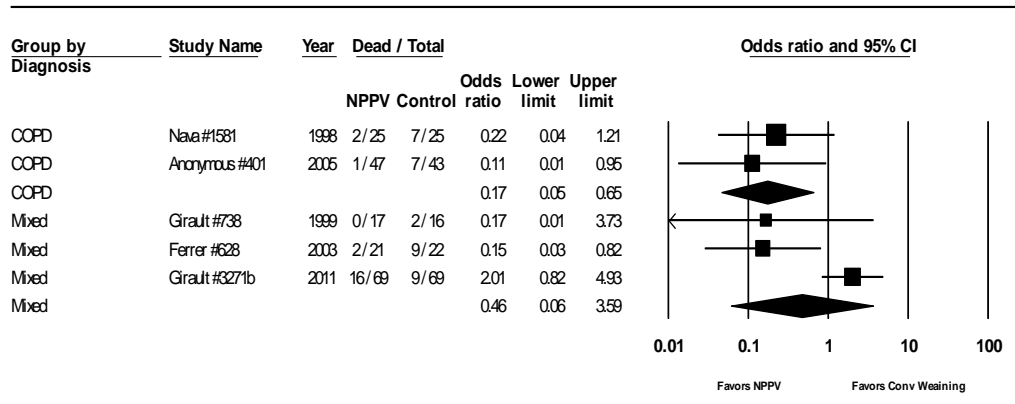 Group by Study Name Year Dead / Total Odds ratio and 95% CI
Diagnosis
Odds Lower Upper
NPPV Control ratio limit limit
COPD Nava #1581 1998 2 / 25 7 / 25 0.22 0.04 1.21
COPD Anonymous #401 2005 1 / 47 7 / 43 0.11 0.01 0.95
COPD 0.17 0.05 0.65
Mixed Girault #738 1999 0 / 17 2 / 16 0.17 0.01 3.73
Mixed Ferrer #628 2003 2 / 21 9 / 22 0.15 0.03 0.82
Mixed Girault #3271b 2011 16 / 69 9 / 69 2.01 0.82 4.93
Mixed 0.46 0.06 3.59
0.01 0.1 1 10 100
Favors NPPV Favors Conv Weaining